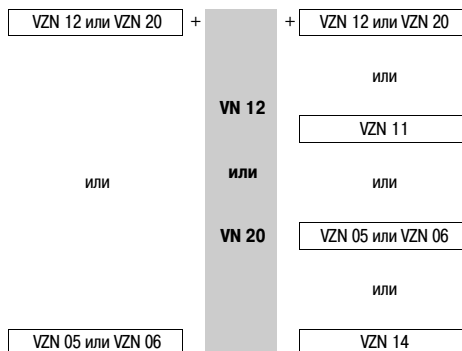 VZN 12 или VZN 20 + + VZN 12 или VZN 20
или
VN 12
VZN 11
или или или
VN 20 VZN 05 или VZN 06
или
VZN 05 или VZN 06 VZN 14